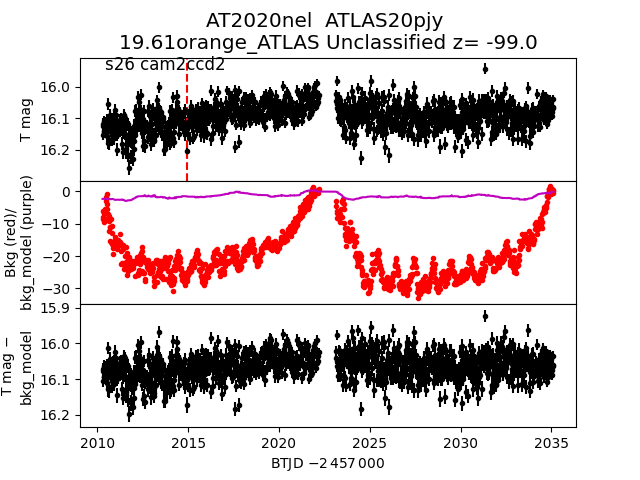 AT2020nel  ATLAS20pjy
19.61orange_ATLAS Unclassified z= -99.0
s26 cam2ccd2
T mag
16.0
16.1
16.2
Bkg (red)/
bkg_model (purple)
0
−10
−20
−30
T mag −
bkg_model
15.9
16.0
16.1
16.2
2010
2015
2020
2025
2030
2035
BTJD −2 457 000